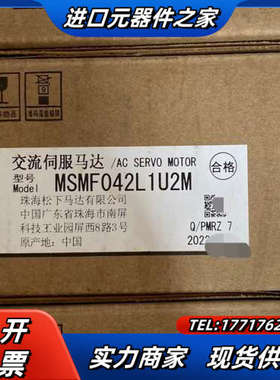 进口元器件之家
交流伺服马达 /AC SERVO MOTOR
合格
型号
Model MSMF042L1U2M
珠海松下马达有限公司
中国广东省珠海市南屏
科技工业园屏西8路3号
原产地：中国
Q/PMRZ 7
2022
可开
发票
TEL:1771762
实力商家 现货供